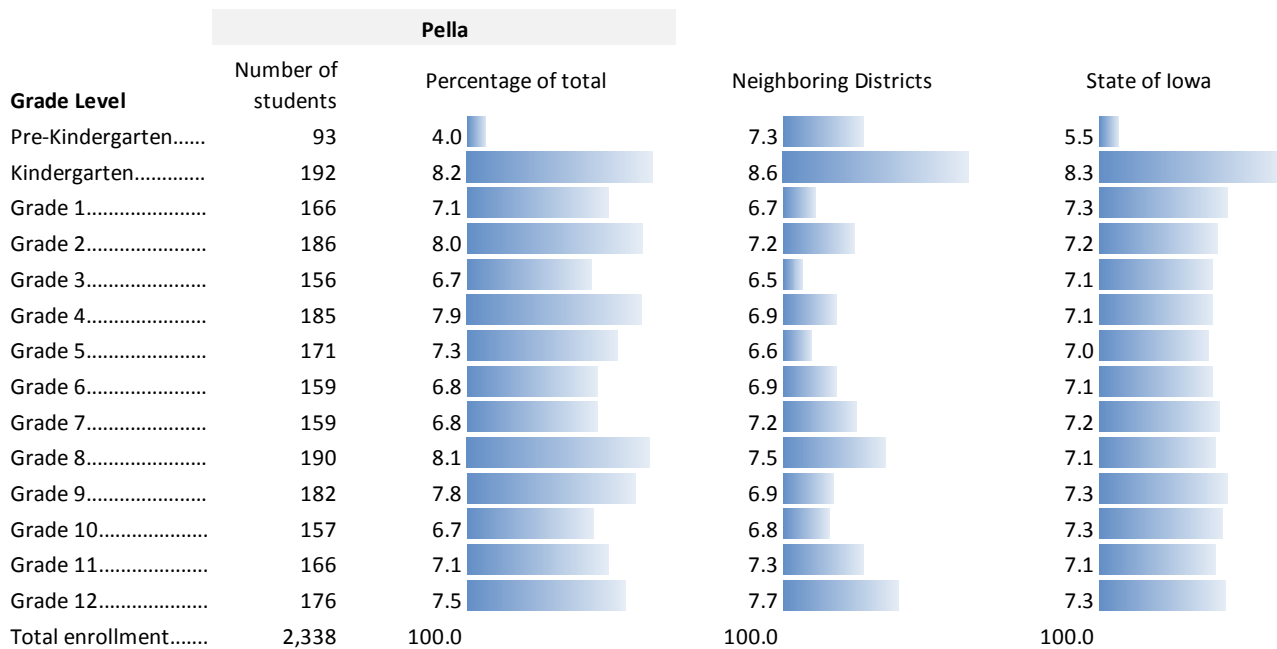 Pella
Number of students Percentage of total Neighboring Districts State of Iowa
Grade Level
Pre-Kindergarten...... 93 4.0 7.3 5.5
Kindergarten............. 192 8.2 8.6 8.3
Grade 1...................... 166 7.1 6.7 7.3
Grade 2...................... 186 8.0 7.2 7.2
Grade 3...................... 156 6.7 6.5 7.1
Grade 4...................... 185 7.9 6.9 7.1
Grade 5...................... 171 7.3 6.6 7.0
Grade 6...................... 159 6.8 6.9 7.1
Grade 7...................... 159 6.8 7.2 7.2
Grade 8...................... 190 8.1 7.5 7.1
Grade 9...................... 182 7.8 6.9 7.3
Grade 10.................... 157 6.7 6.8 7.3
Grade 11.................... 166 7.1 7.3 7.1
Grade 12.................... 176 7.5 7.7 7.3
Total enrollment....... 2,338 100.0 100.0 100.0